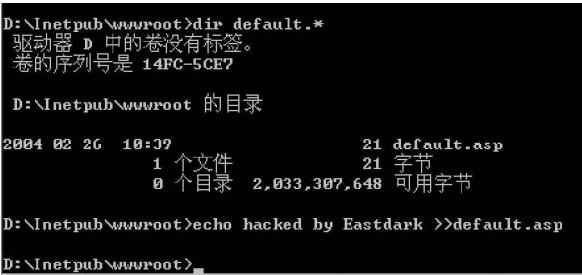 D:\Inetpub\wwwroot>dir default.*
驱动器 D 中的卷没有标签。
卷的序列号是 14FC-5CE7
D:\Inetpub\wwwroot 的目录
2004 02 26 10:39 21 default.asp
1 个文件 21 字节
0 个目录 2,033,307,648 可用字节
D:\Inetpub\wwwroot>echo hacked by Eastdark >>default.asp
D:\Inetpub\wwwroot>_